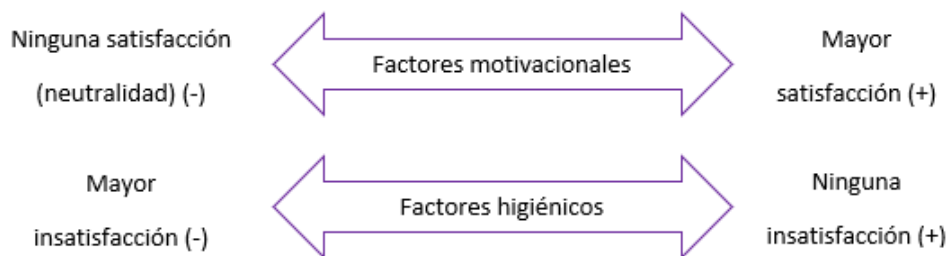 Ninguna satisfacción
(neutralidad) (-)
Factores motivacionales
Mayor
satisfacción (+)
Mayor
insatisfacción (-)
Factores higiénicos
Ninguna
insatisfacción (+)